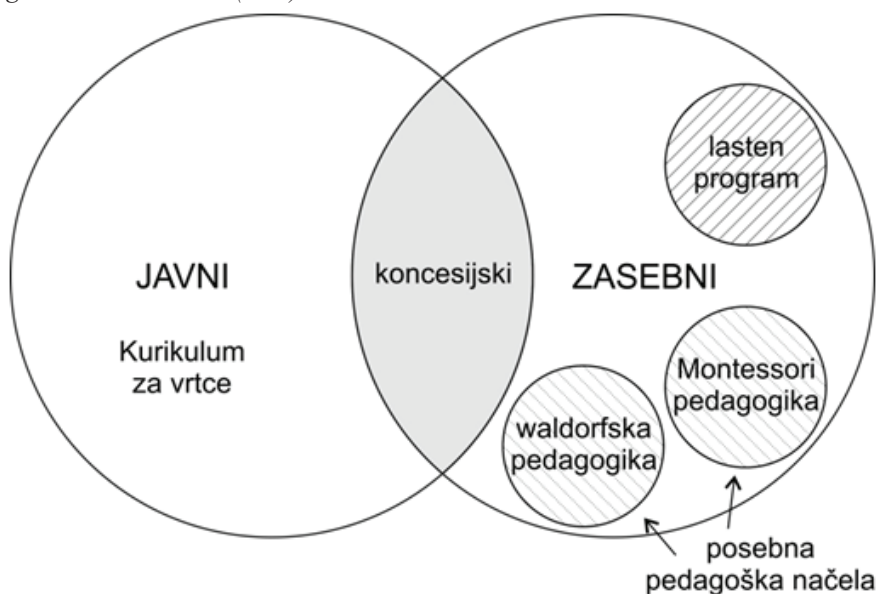 lasten
program
JAVNI
koncesijski
ZASEBNI
Kurikulum
za vrtce
Montessori
pedagogika
waldorfska
pedagogika
posebna
pedagoška načela